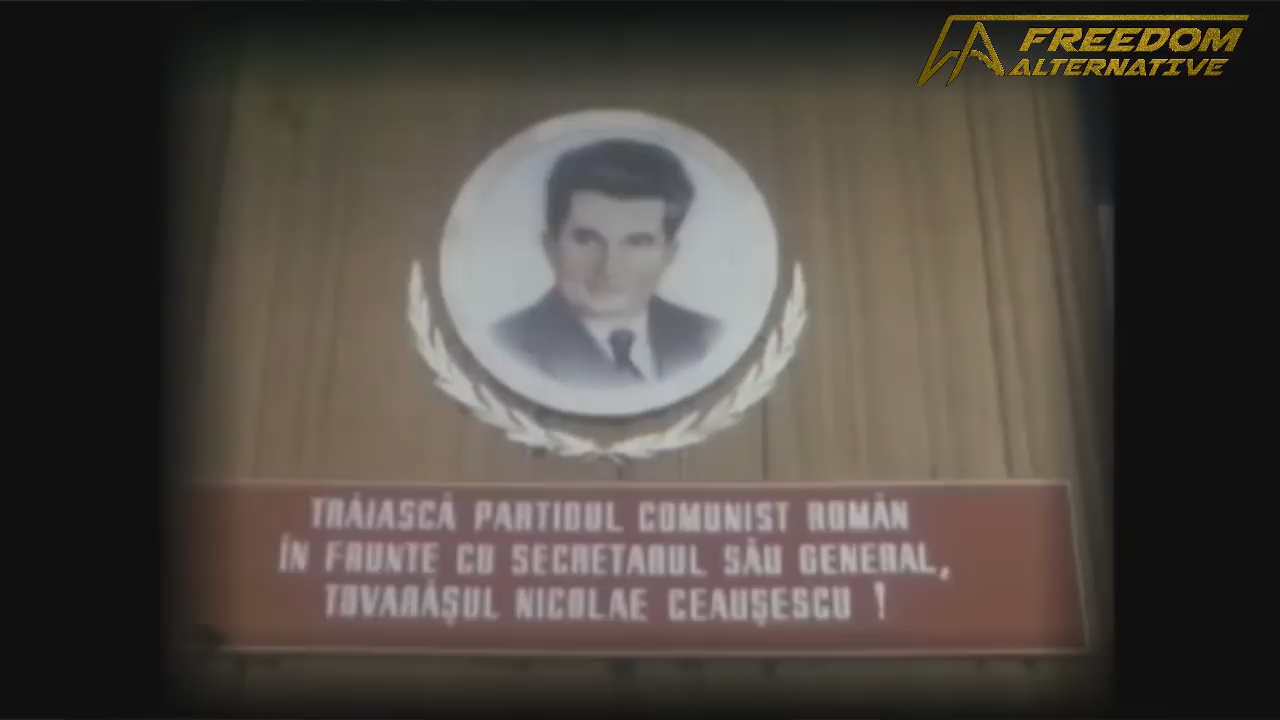 FREEDOM
ALTERNATIVE
TRĂIASCĂ PARTIDUL COMUNIST ROMÂN
ÎN FRUNTE CU SECRETARUL SĂU GENERAL,
TOVARĂŞUL NICOLAE CEAUŞESCU !